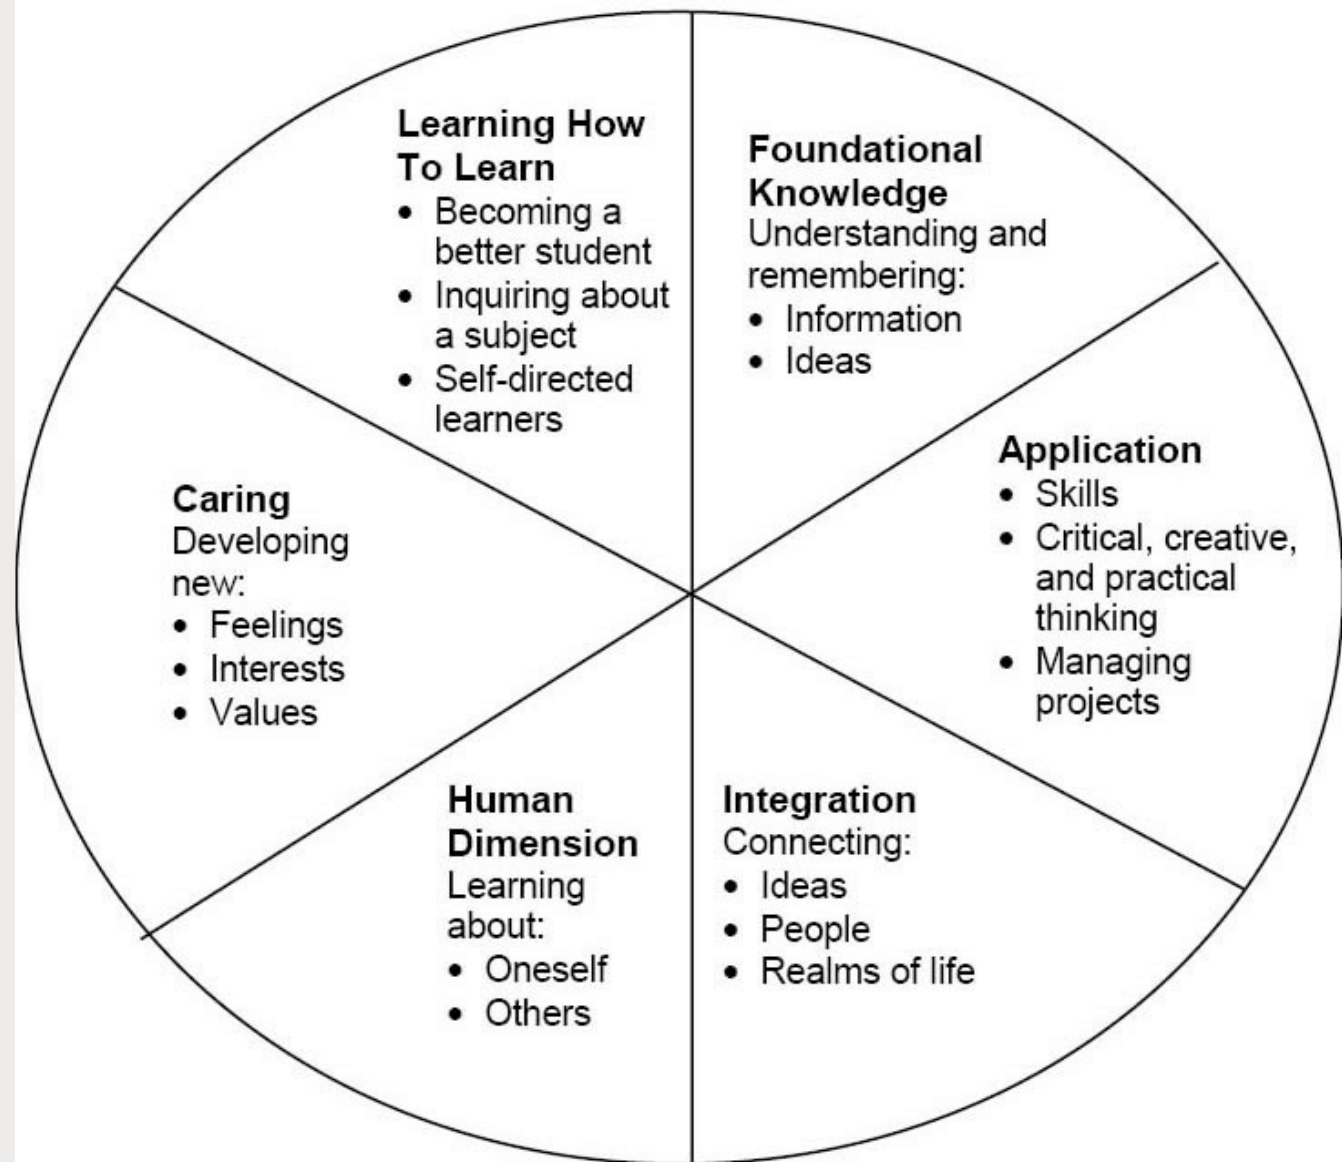 Learning How
To Learn
• Becoming a
better student
• Inquiring about
a subject
• Self-directed
learners
Foundational
Knowledge
Understanding and
remembering:
• Information
• Ideas
Application
• Skills
• Critical, creative,
and practical
thinking
• Managing
projects
Integration
Connecting:
• Ideas
• People
• Realms of life
Human
Dimension
Learning
about:
• Oneself
• Others
Caring
Developing
new:
• Feelings
• Interests
• Values